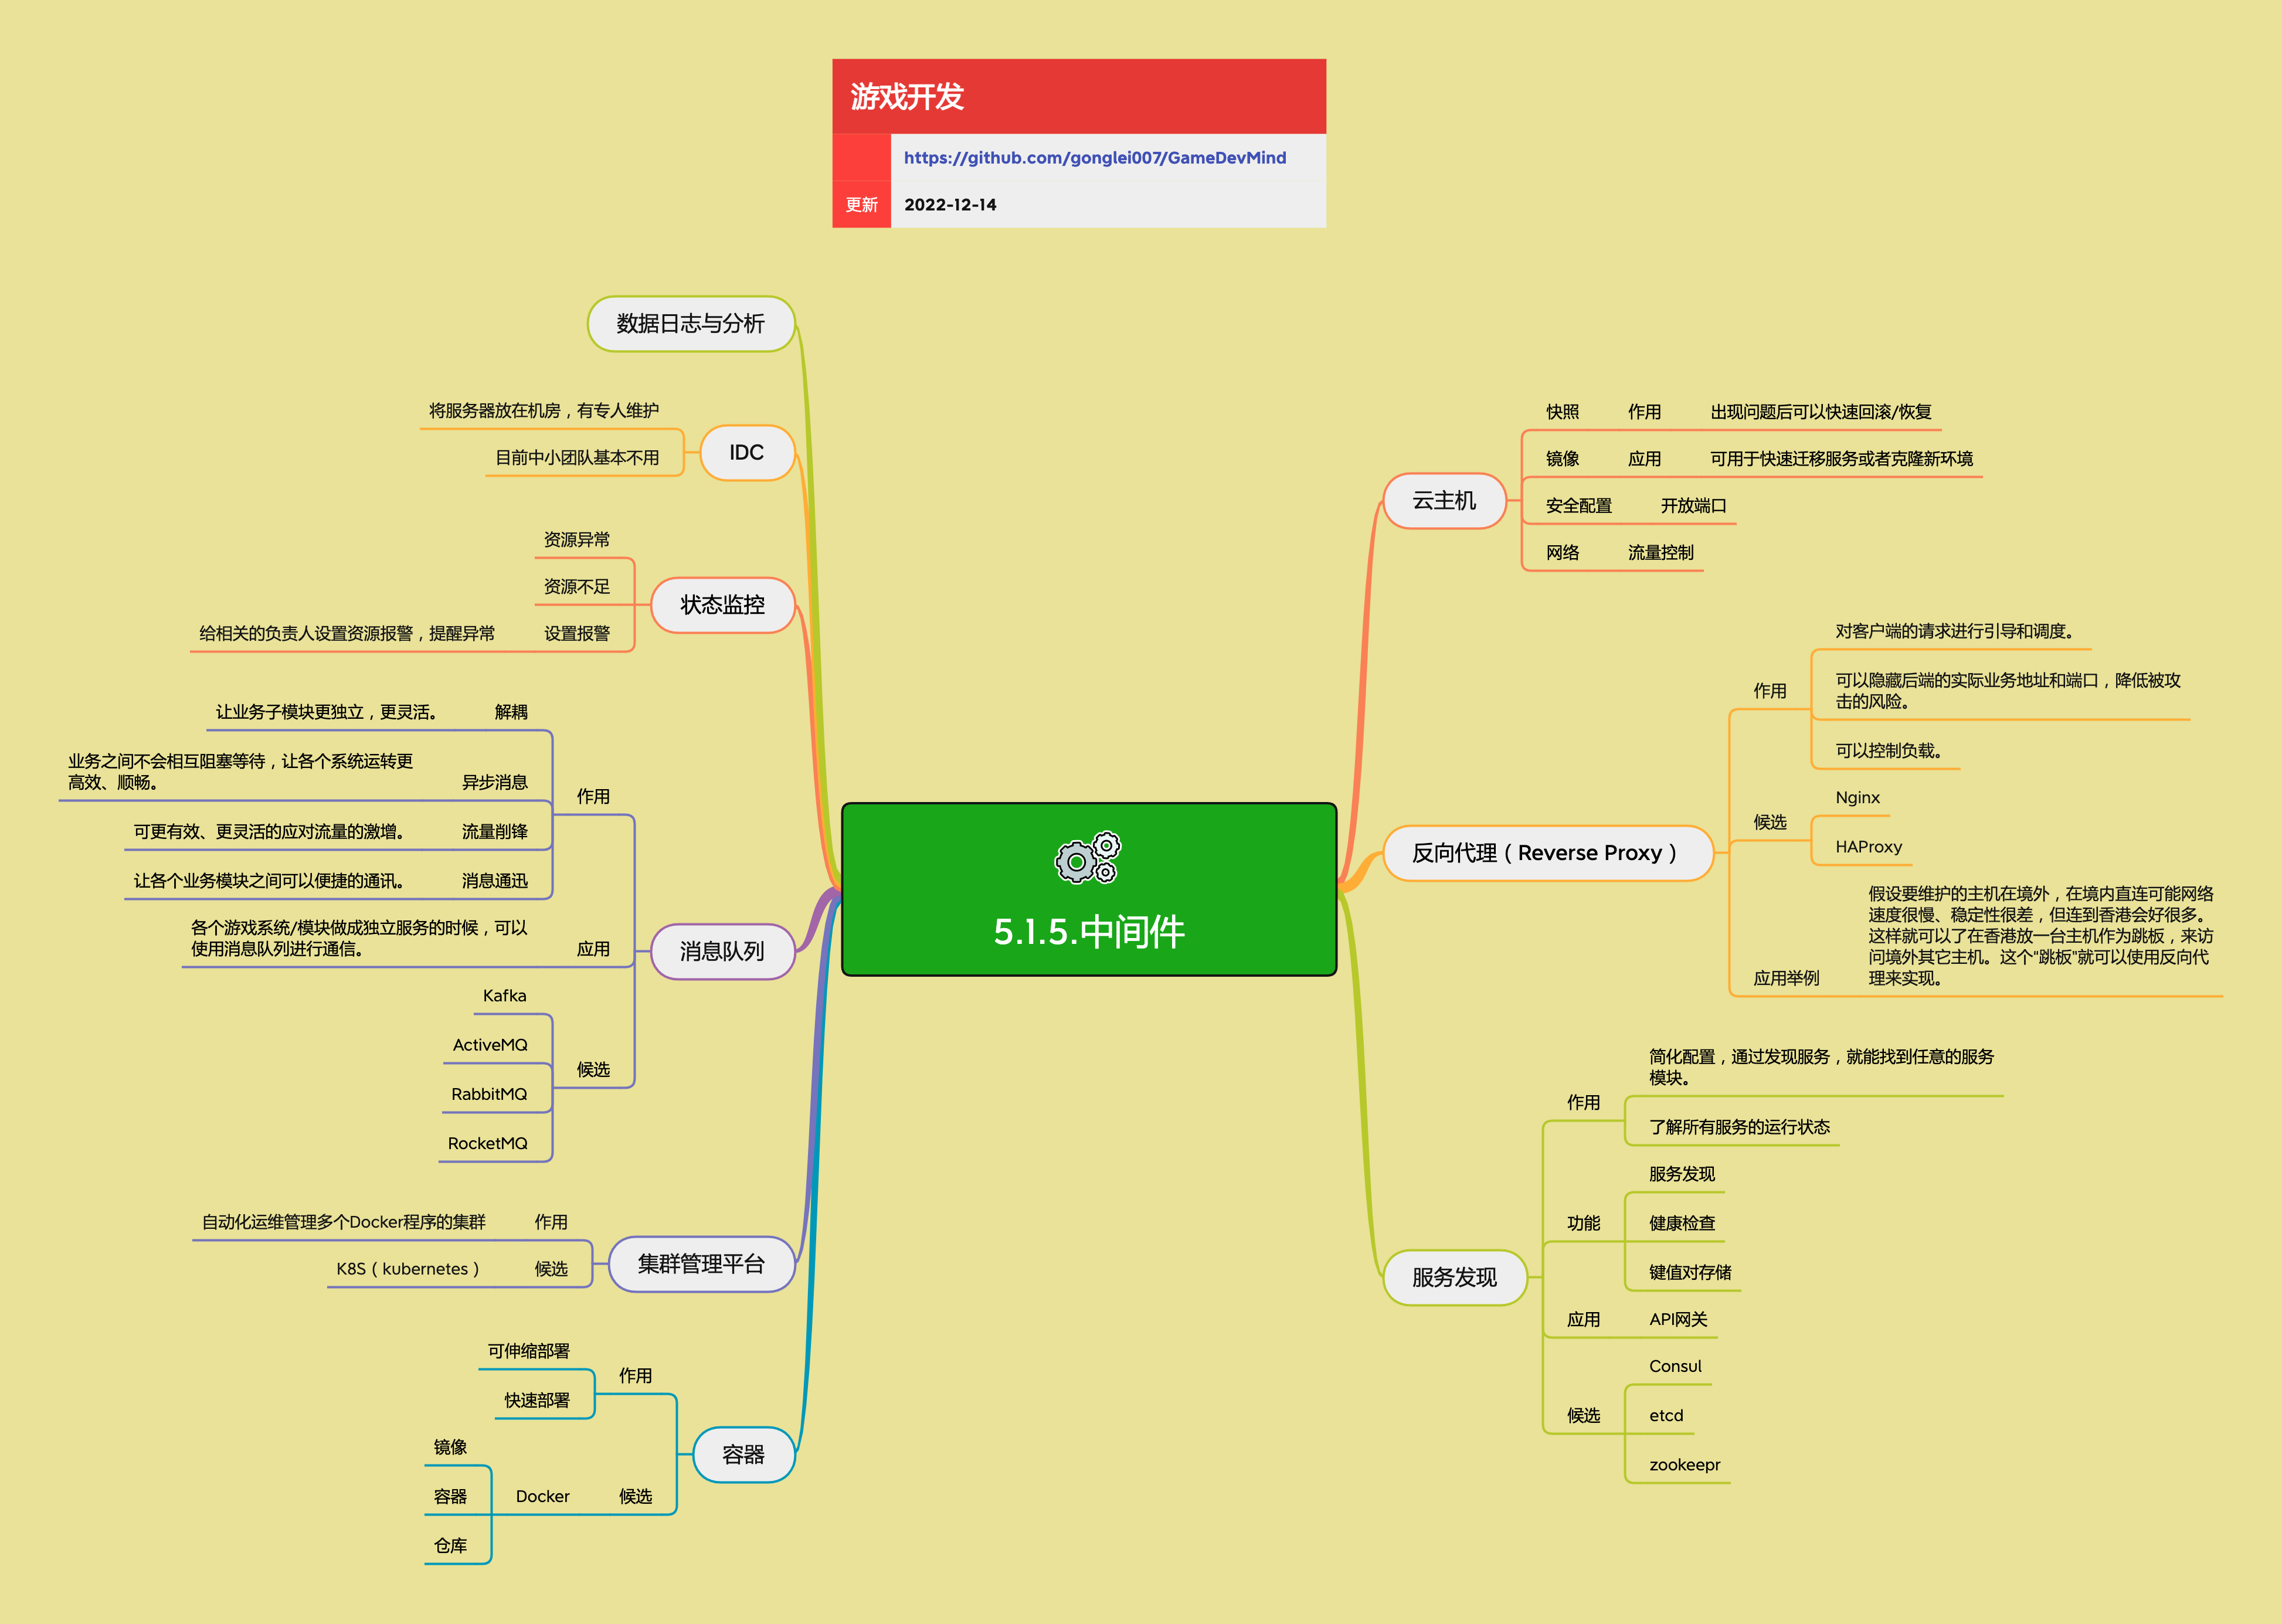 游戏开发
https://github.com/gonglei007/GameDevMind
更新 2022-12-14
5.1.5.中间件
云主机
快照 作用 出现问题后可以快速回滚/恢复
镜像 应用 可用于快速迁移服务或者克隆新环境
安全配置 开放端口
网络 流量控制
反向代理（Reverse Proxy）
作用
对客户端的请求进行引导和调度。
可以隐藏后端的实际业务地址和端口，降低被攻
击的风险。
可以控制负载。
候选
Nginx
HAProxy
应用举例
假设要维护的主机在境外，在境内直连可能网络
速度很慢、稳定性很差，但连到香港会好很多。
这样就可以了在香港放一台主机作为跳板，来访
问境外其它主机。这个"跳板"就可以使用反向代
理来实现。
服务发现
作用
简化配置，通过发现服务，就能找到任意的服务
模块。
了解所有服务的运行状态
功能
服务发现
健康检查
键值对存储
应用 API网关
候选
Consul
etcd
zookeepr
数据日志与分析
IDC
将服务器放在机房，有专人维护
目前中小团队基本不用
状态监控
资源异常
资源不足
给相关的负责人设置资源报警，提醒异常 设置报警
消息队列
作用
让业务子模块更独立，更灵活。 解耦
业务之间不会相互阻塞等待，让各个系统运转更
高效、顺畅。 异步消息
可更有效、更灵活的应对流量的激增。 流量削锋
让各个业务模块之间可以便捷的通讯。 消息通迅
各个游戏系统/模块做成独立服务的时候，可以
使用消息队列进行通信。 应用
候选
Kafka
ActiveMQ
RabbitMQ
RocketMQ
集群管理平台
自动化运维管理多个Docker程序的集群 作用
K8S（kubernetes） 候选
容器
作用
可伸缩部署
快速部署
Docker 候选
镜像
容器
仓库